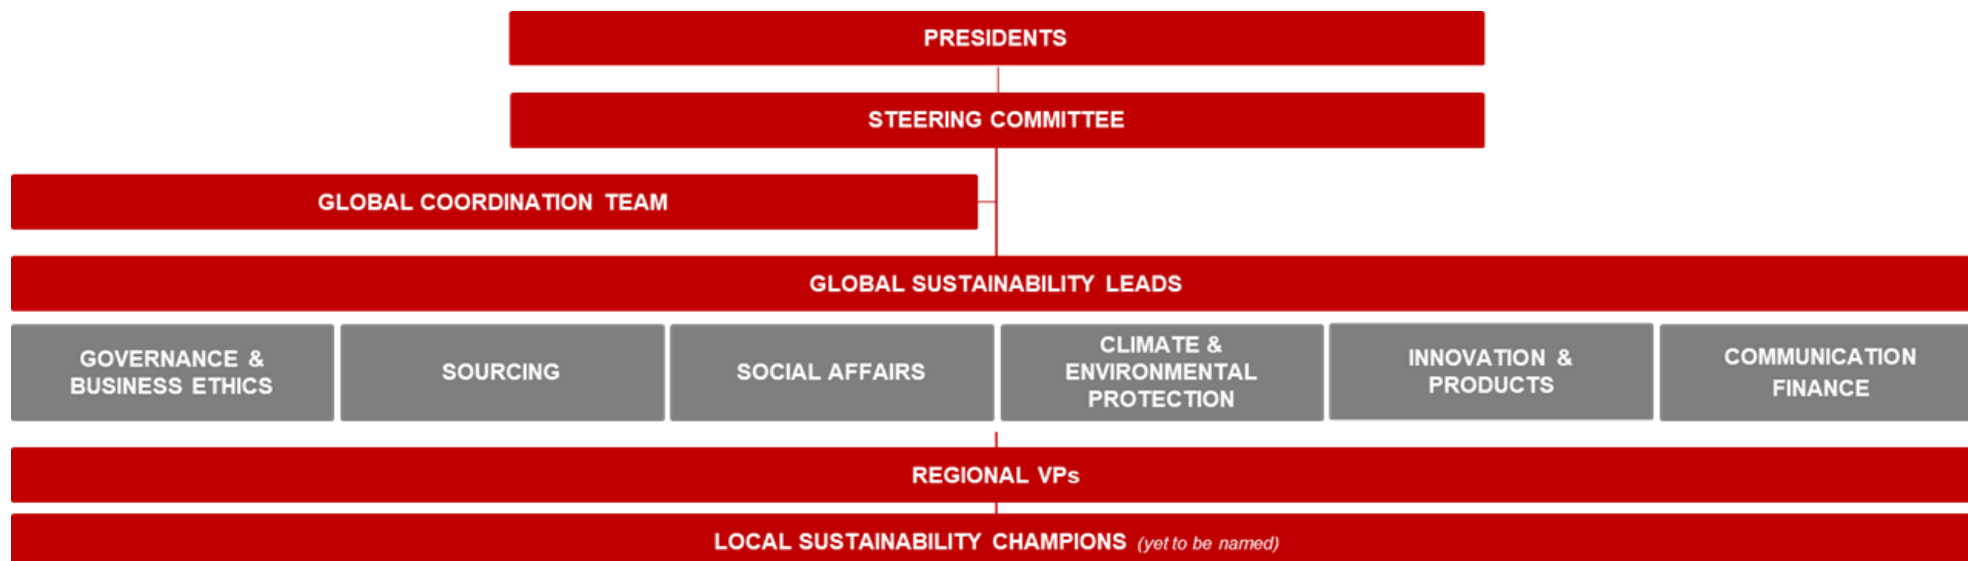 PRESIDENTS
STEERING COMMITTEE
GLOBAL COORDINATION TEAM
GLOBAL SUSTAINABILITY LEADS
GOVERNANCE &
BUSINESS ETHICS
SOURCING
SOCIAL AFFAIRS
CLIMATE &
ENVIRONMENTAL
PROTECTION
INNOVATION &
PRODUCTS
COMMUNICATION
FINANCE
REGIONAL VPs
LOCAL SUSTAINABILITY CHAMPIONS (yet to be named)